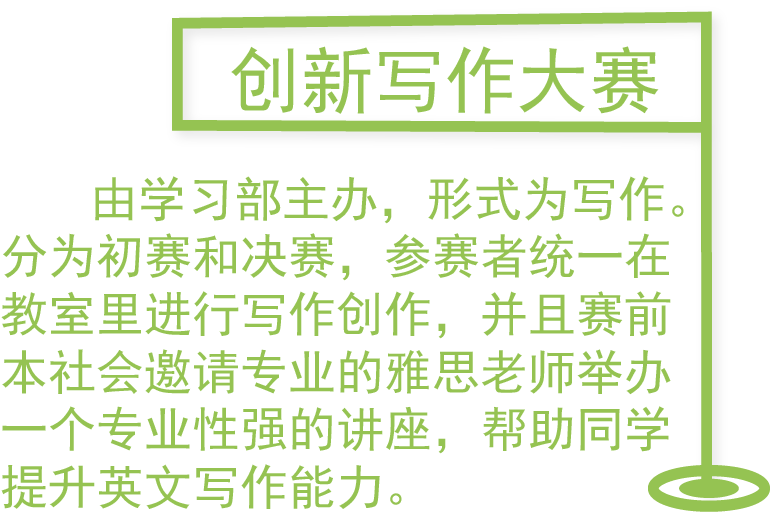 创新写作大赛
由学习部主办，形式为写作。
分为初赛和决赛，参赛者统一在
教室里进行写作创作，并且赛前
本社会邀请专业的雅思老师举办
一个专业性强的讲座，帮助同学
提升英文写作能力。